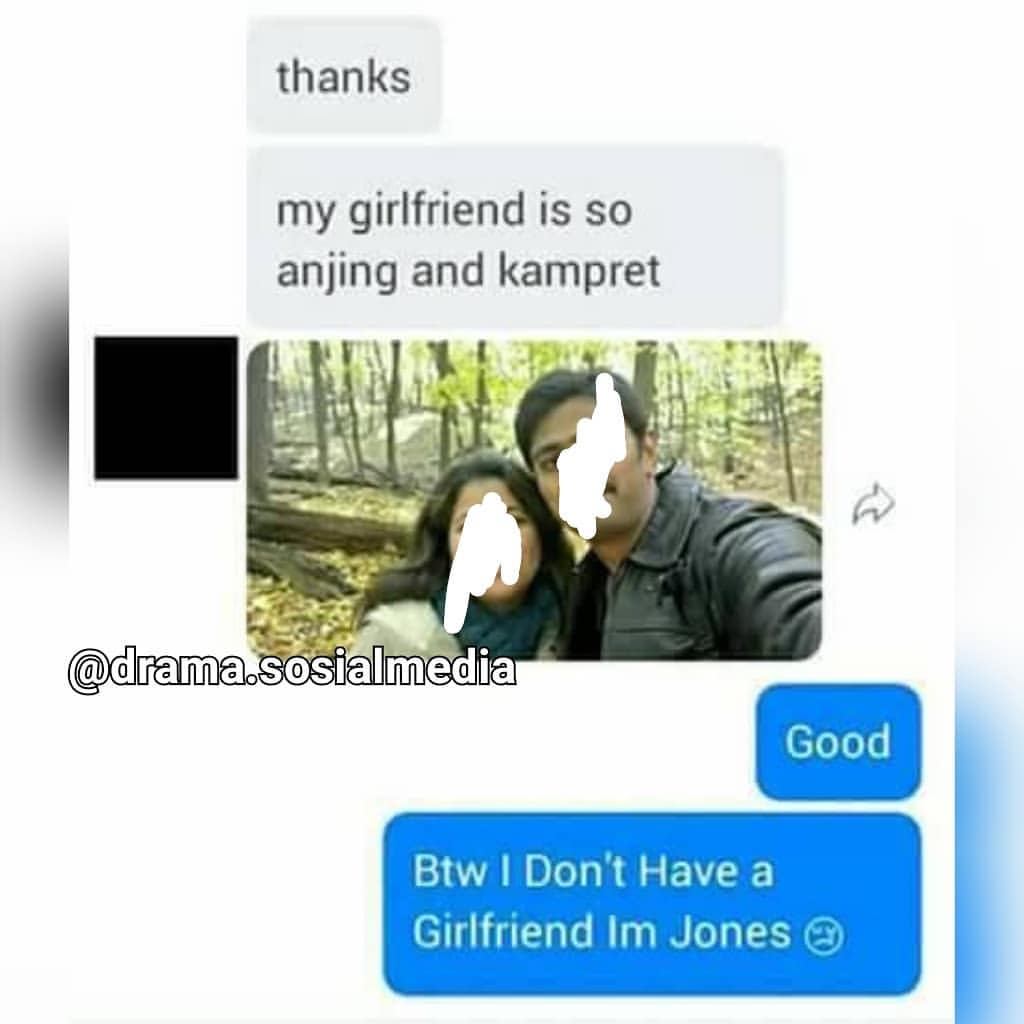 thanks
my girlfriend is so
anjing and kampret
@drama.sosialmedia
Good
Btw I Don't Have a
Girlfriend Im Jones 😢